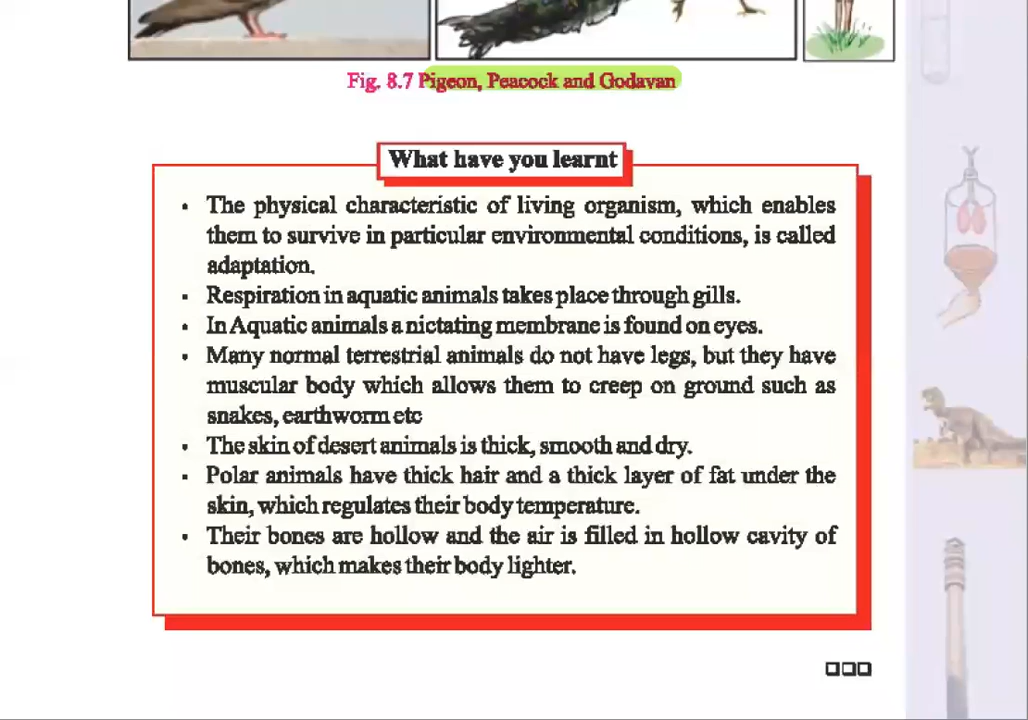 Fig. 8.7 Pigeon, Peacock and Godavan
What have you learnt
• The physical characteristic of living organism, which enables
them to survive in particular environmental conditions, is called
adaptation.
• Respiration in aquatic animals takes place through gills.
• In Aquatic animals a nictating membrane is found on eyes.
• Many normal terrestrial animals do not have legs, but they have
muscular body which allows them to creep on ground such as
snakes, earthworm etc
• The skin of desert animals is thick, smooth and dry.
• Polar animals have thick hair and a thick layer of fat under the
skin, which regulates their body temperature.
• Their bones are hollow and the air is filled in hollow cavity of
bones, which makes their body lighter.